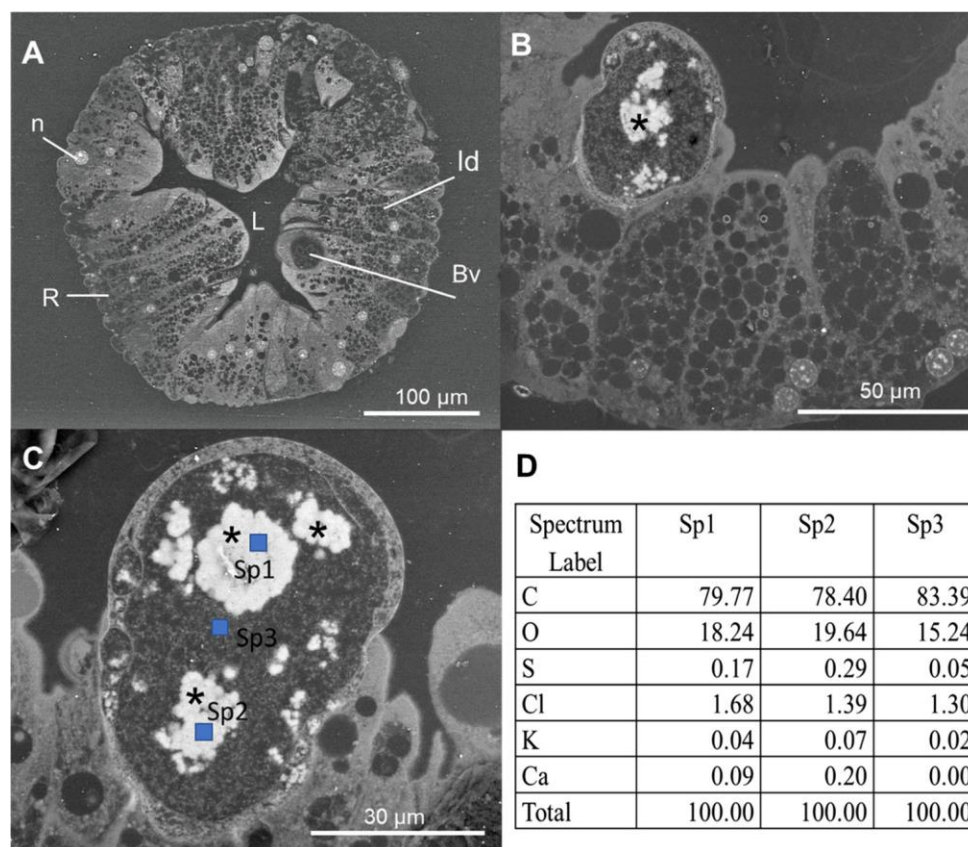 A
n
ld
L
Bv
R
100 µm
B
*
50 µm
C
* *
Sp1
Sp3
*
Sp2
30 µm
D
Spectrum Label Sp1 Sp2 Sp3
C 79.77 78.40 83.39
O 18.24 19.64 15.24
S 0.17 0.29 0.05
Cl 1.68 1.39 1.30
K 0.04 0.07 0.02
Ca 0.09 0.20 0.00
Total 100.00 100.00 100.00